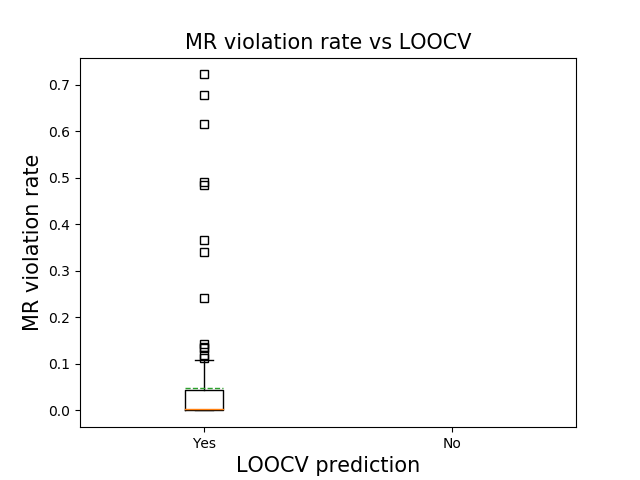 MR violation rate vs LOOCV
MR violation rate
0.7
0.6
0.5
0.4
0.3
0.2
0.1
0.0
Yes
No
LOOCV prediction